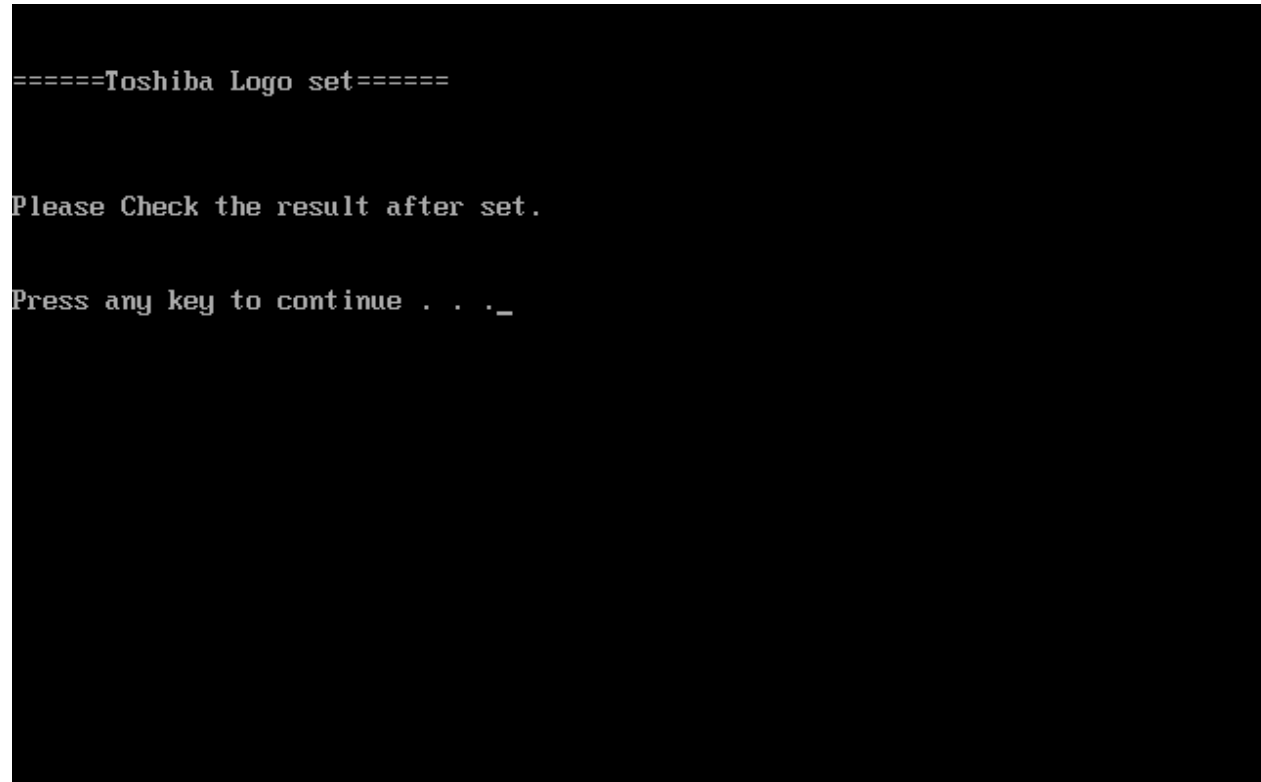 ======Toshiba Logo set======
Please Check the result after set.
Press any key to continue . . ._